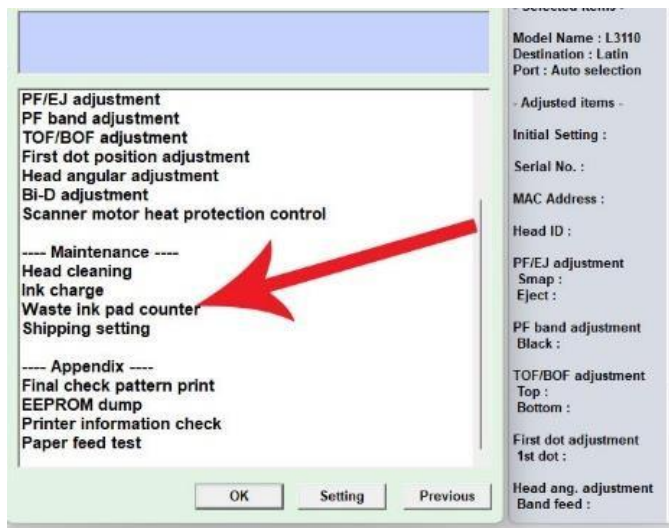 - Selected items -
Model Name : L3110
Destination : Latin
Port : Auto selection
- Adjusted items -
Initial Setting :
Serial No. :
MAC Address :
Head ID :
PF/EJ adjustment
Smap :
Eject :
PF band adjustment
Black :
TOF/BOF adjustment
Top :
Bottom :
First dot adjustment
1st dot :
Head ang. adjustment
Band feed :
PF/EJ adjustment
PF band adjustment
TOF/BOF adjustment
First dot position adjustment
Head angular adjustment
Bi-D adjustment
Scanner motor heat protection control
---- Maintenance ----
Head cleaning
Ink charge
Waste ink pad counter
Shipping setting
---- Appendix ----
Final check pattern print
EEPROM dump
Printer information check
Paper feed test
OK
Setting
Previous